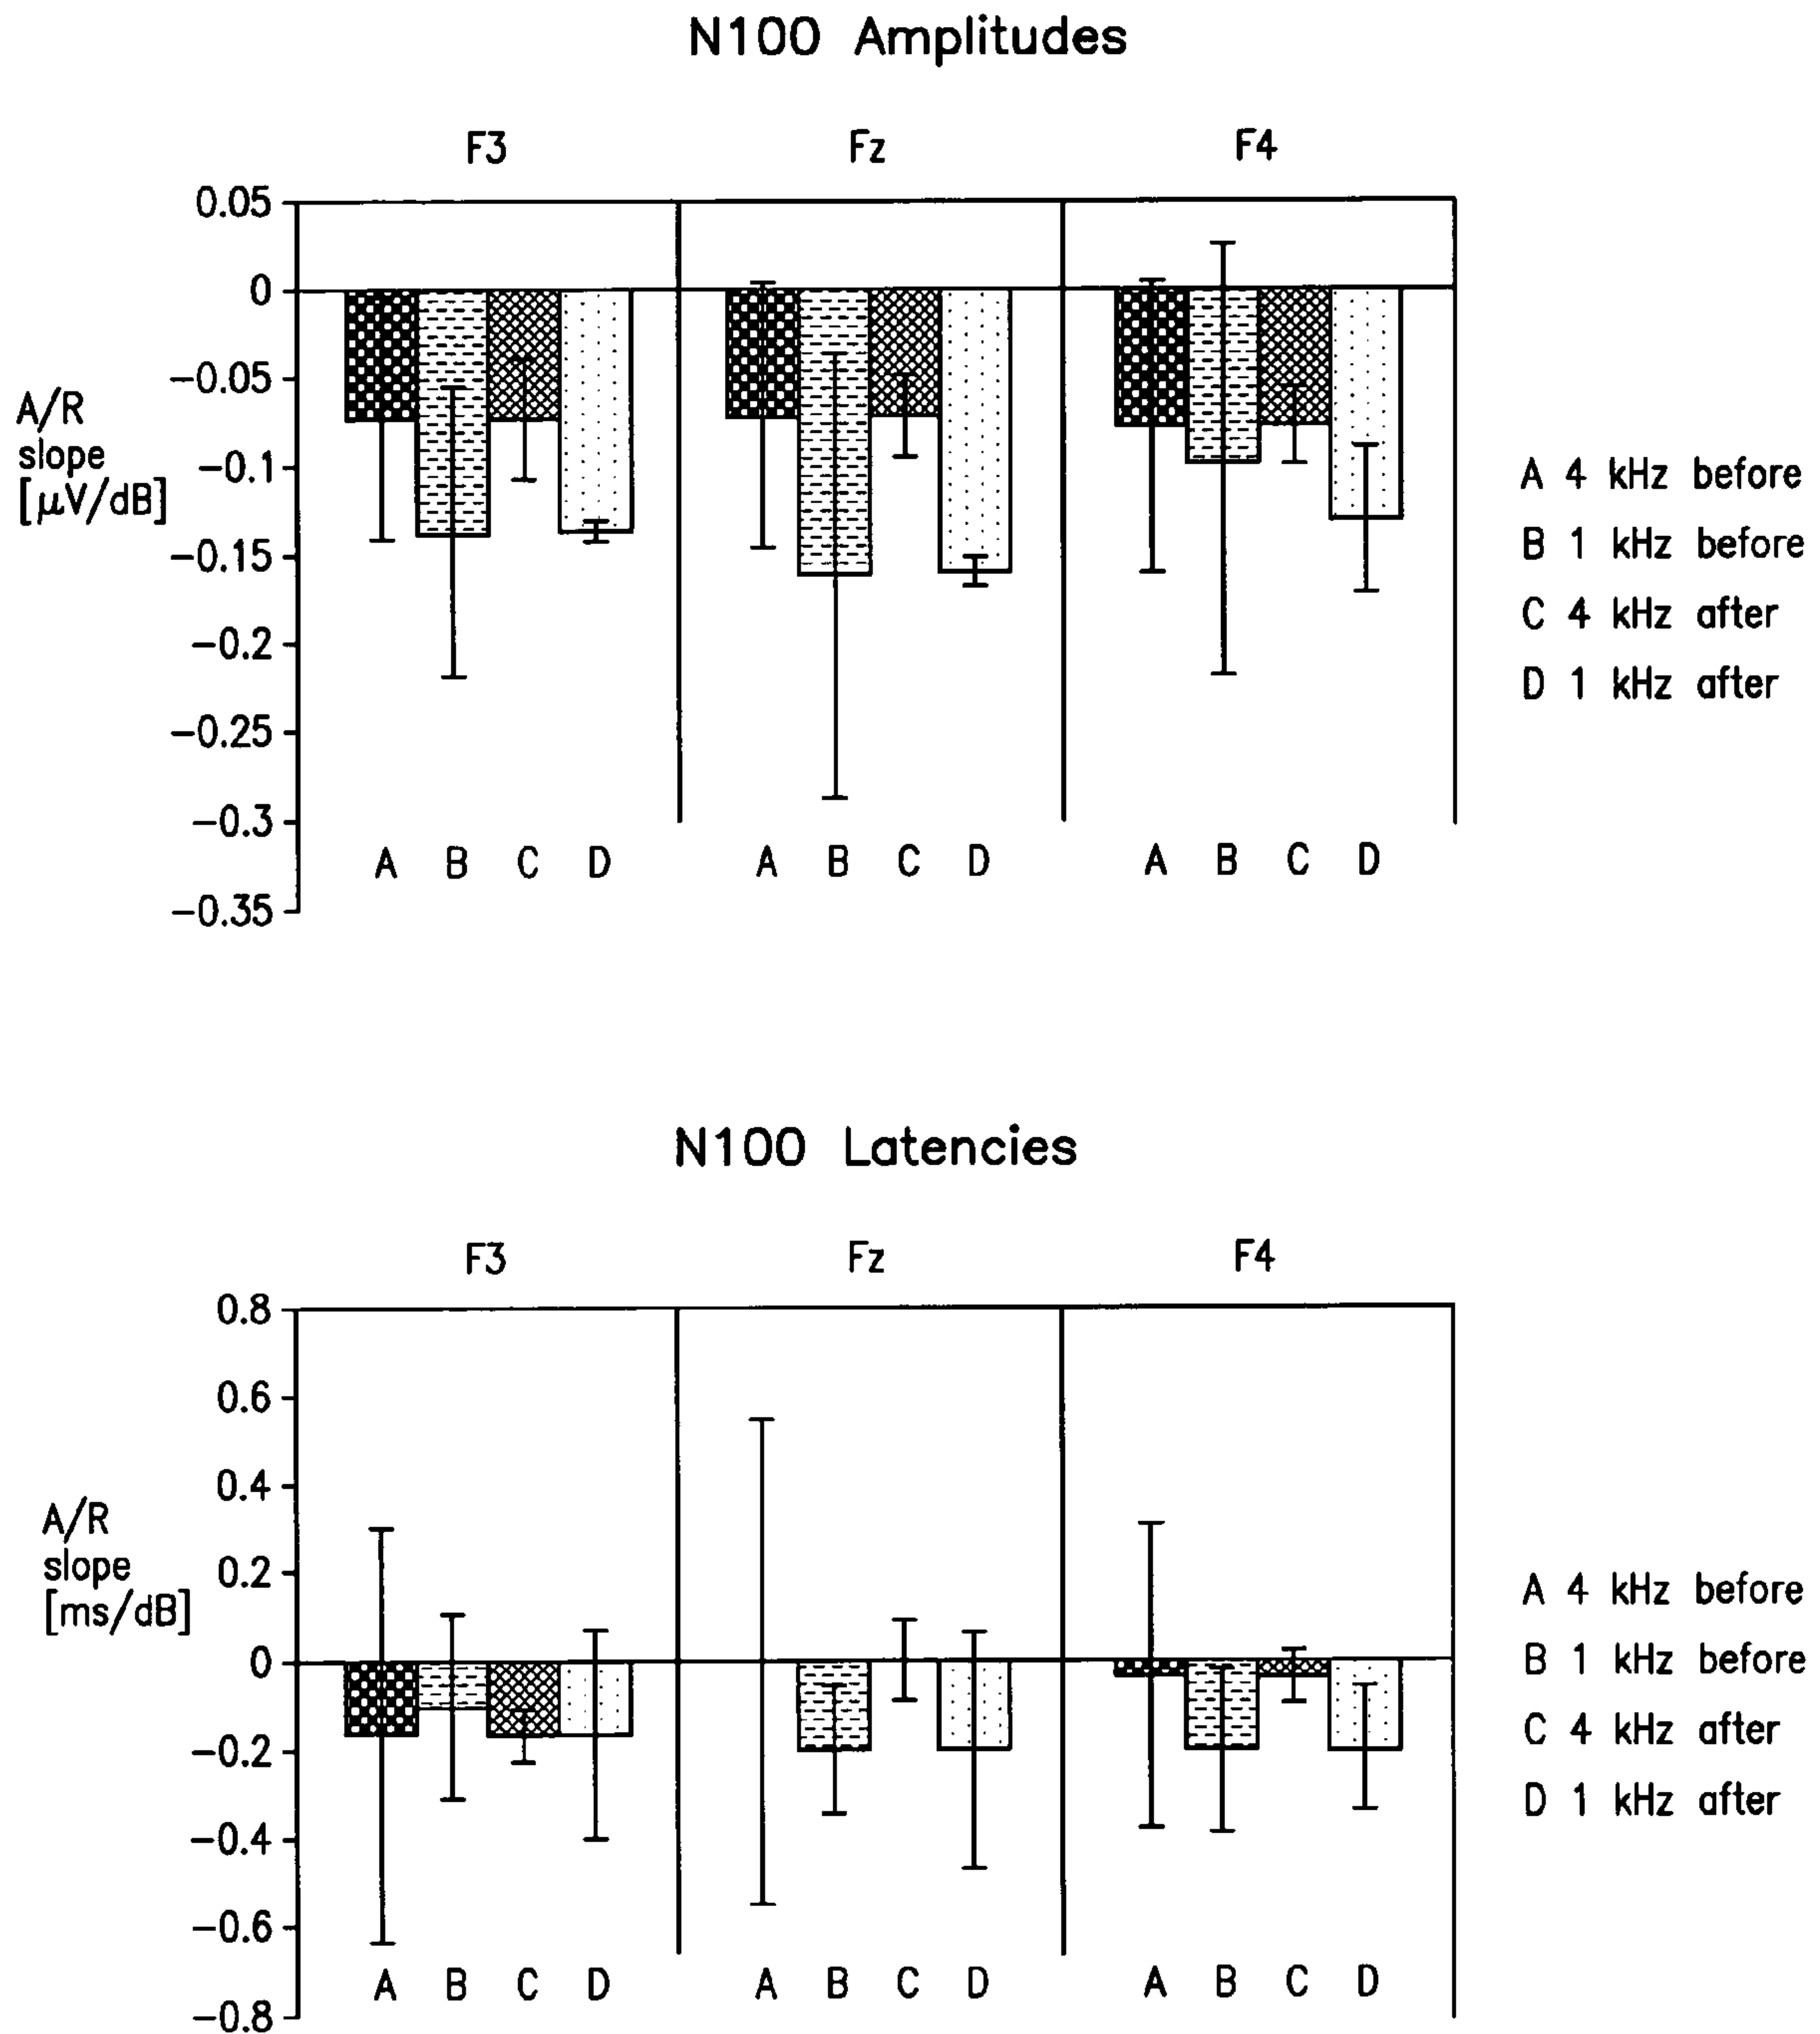 N100 Amplitudes
F3 Fz F4
0.05
0
−0.05
−0.1
−0.15
−0.2
−0.25
−0.3
−0.35
A/R
slope
[μV/dB]
A B C D A B C D A B C D
A 4 kHz before
B 1 kHz before
C 4 kHz after
D 1 kHz after
N100 Latencies
F3 Fz F4
0.8
0.6
0.4
0.2
0
−0.2
−0.4
−0.6
−0.8
A/R
slope
[ms/dB]
A B C D A B C D A B C D
A 4 kHz before
B 1 kHz before
C 4 kHz after
D 1 kHz after